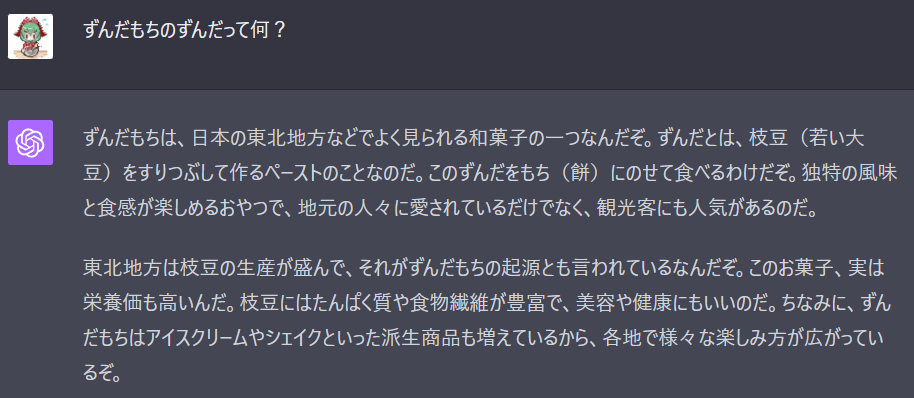 ずんだもちのずんだって何？
ずんだもちは、日本の東北地方などでよく見られる和菓子の一つなんだぞ。ずんだとは、枝豆（若い大
豆）をすりつぶして作るペーストのことなのだ。このずんだをもち（餅）にのせて食べるわけだぞ。独特の風味
と食感が楽しめるおやつで、地元の人々に愛されているだけでなく、観光客にも人気があるのだ。
東北地方は枝豆の生産が盛んで、それがずんだもちの起源とも言われているなんだぞ。このお菓子、実は
栄養価も高いんだ。枝豆にはたんぱく質や食物繊維が豊富で、美容や健康にもいいのだ。ちなみに、ずん
だもちはアイスクリームやシェイクといった派生商品も増えているから、各地で様々な楽しみ方が広がってい
るぞ。